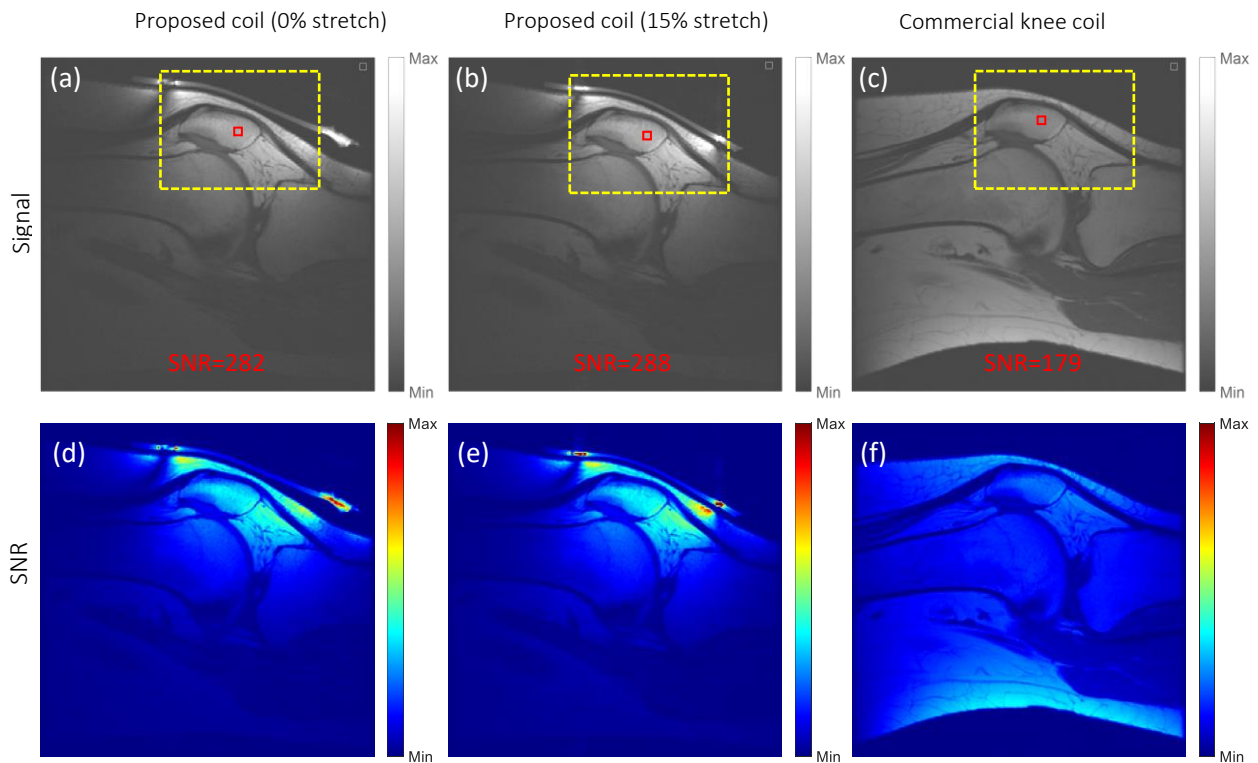 Proposed coil (0% stretch)
Proposed coil (15% stretch)
Commercial knee coil
Signal
(a)
SNR=282
Max
Min
(b)
SNR=288
Max
Min
(c)
SNR=179
Max
Min
SNR
(d)
Max
Min
(e)
Max
Min
(f)
Max
Min